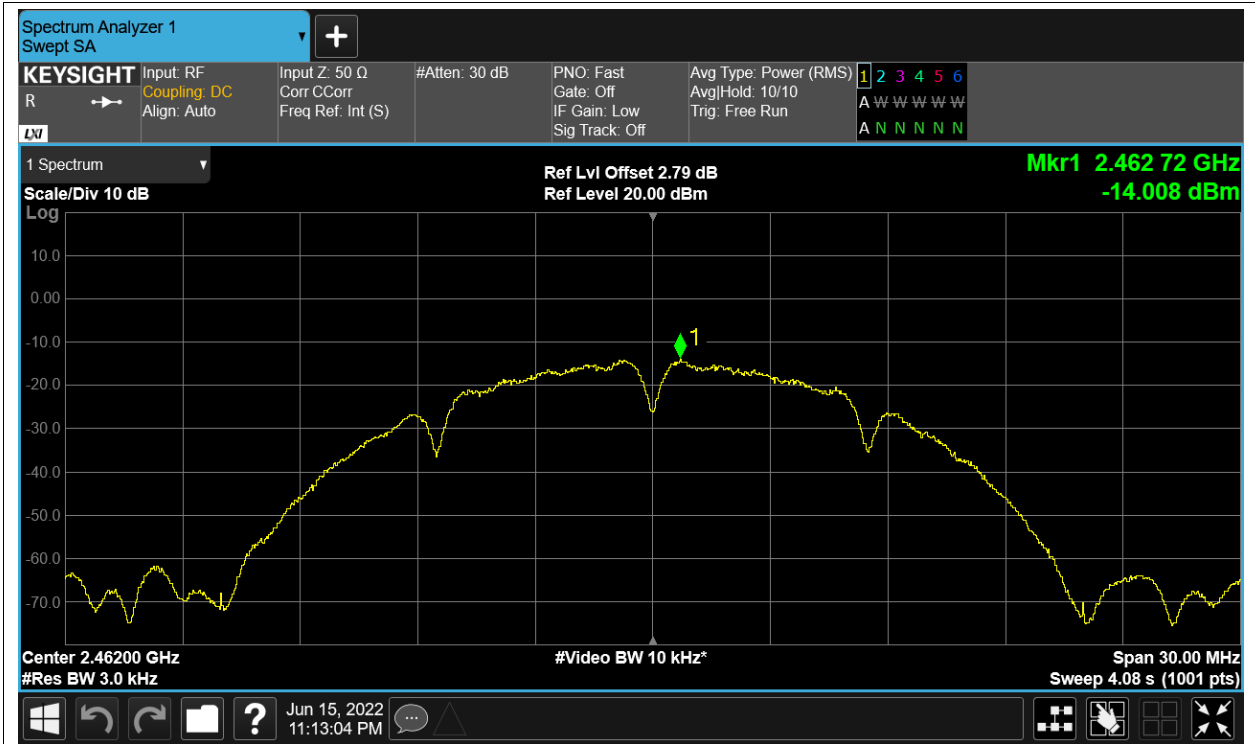 Spectrum Analyzer 1
Swept SA
KEYSIGHT
R
LXI
Input: RF
Coupling: DC
Align: Auto
Input Z: 50 Ω
Corr CCorr
Freq Ref: Int (S)
#Atten: 30 dB
PNO: Fast
Gate: Off
IF Gain: Low
Sig Track: Off
Avg Type: Power (RMS)
Avg|Hold: 10/10
Trig: Free Run
1 2 3 4 5 6
A W W W W W
A N N N N N
1 Spectrum
Scale/Div 10 dB
Log
Ref Lvl Offset 2.79 dB
Ref Level 20.00 dBm
Mkr1 2.462 72 GHz
-14.008 dBm
10.0
0.00
-10.0
1
-20.0
-30.0
-40.0
-50.0
-60.0
-70.0
Center 2.46200 GHz
#Res BW 3.0 kHz
#Video BW 10 kHz*
Span 30.00 MHz
Sweep 4.08 s (1001 pts)
?
Jun 15, 2022
11:13:04 PM